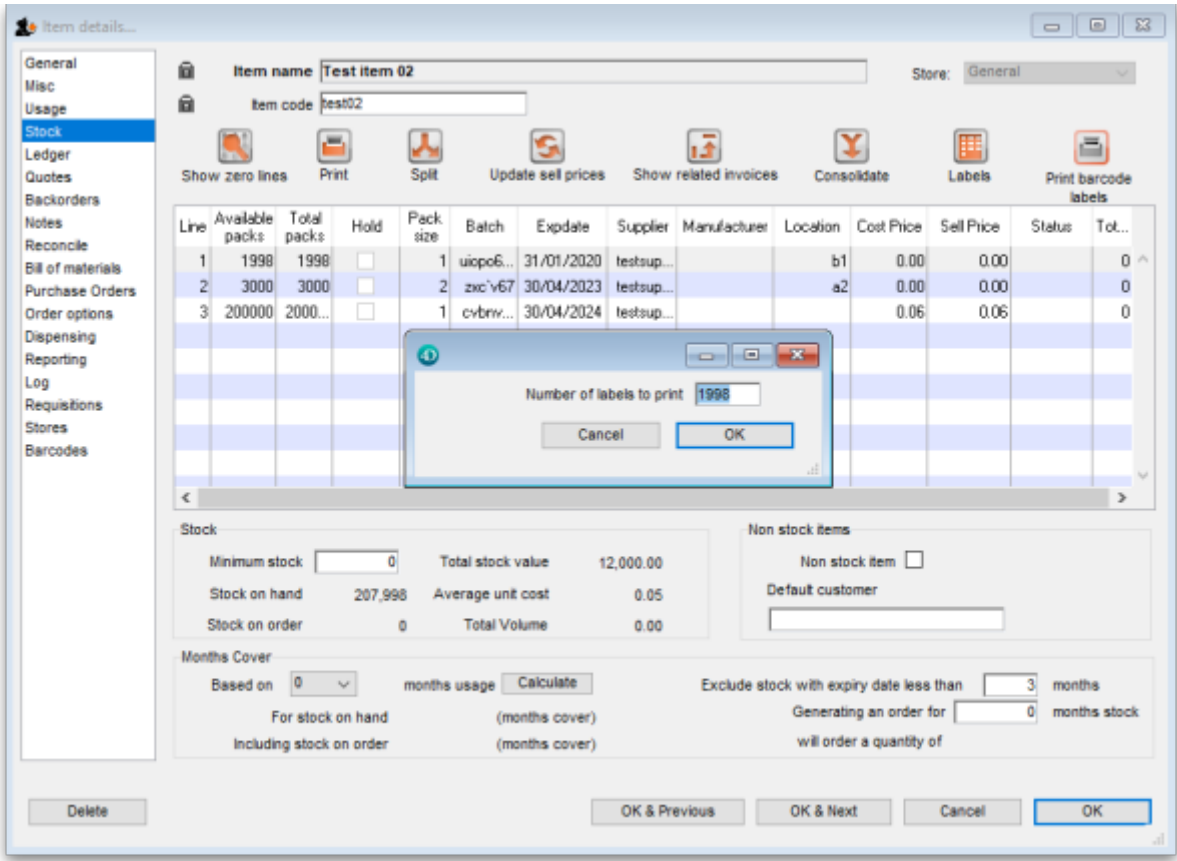 Item details...
General
Misc
Usage
Stock
Ledger
Quotes
Backorders
Notes
Reconcile
Bill of materials
Purchase Orders
Order options
Dispensing
Reporting
Log
Requisitions
Stores
Barcodes
Item name Test item 02
Store: General
Item code test02
Show zero lines Print Split Update sell prices Show related invoices Consolidate Labels Print barcode labels
Line Available packs Total packs Hold Pack size Batch Expdate Supplier Manufacturer Location Cost Price Sell Price Status Tot...
1 1998 1998 1 uiopo6... 31/01/2020 testsup... b1 0.00 0.00 0
2 3000 3000 2 zxc'v67 30/04/2023 testsup... a2 0.00 0.00 0
3 200000 2000... 1 cvbnv... 30/04/2024 testsup... 0.06 0.06 0
4D
Number of labels to print 1998
Cancel OK
Stock
Minimum stock 0 Total stock value 12,000.00
Stock on hand 207,998 Average unit cost 0.05
Stock on order 0 Total Volume 0.00
Non stock items
Non stock item
Default customer
Months Cover
Based on 0 months usage Calculate
For stock on hand (months cover)
Including stock on order (months cover)
Exclude stock with expiry date less than 3 months
Generating an order for 0 months stock
will order a quantity of
Delete OK & Previous OK & Next Cancel OK